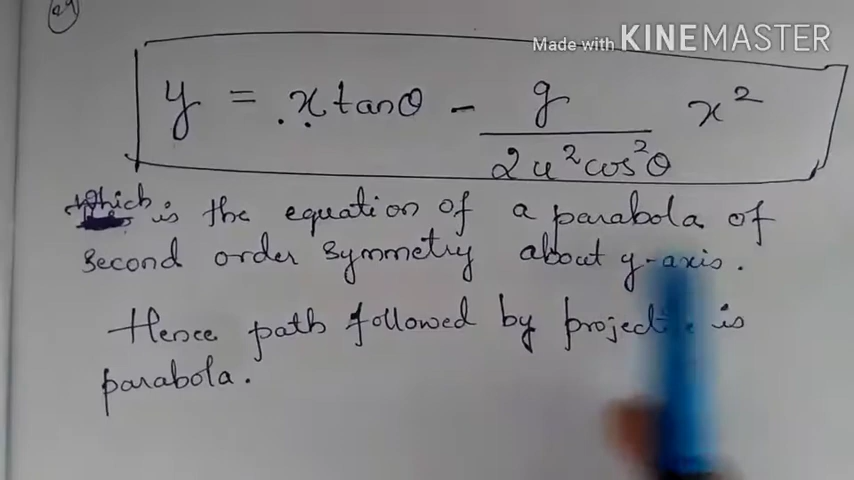 29
Made with KINEMASTER
y = x tanθ - g/2u²cos²θ x²
which is the equation of a parabola of
second order symmetry about y-axis.
Hence path followed by is
parabola.